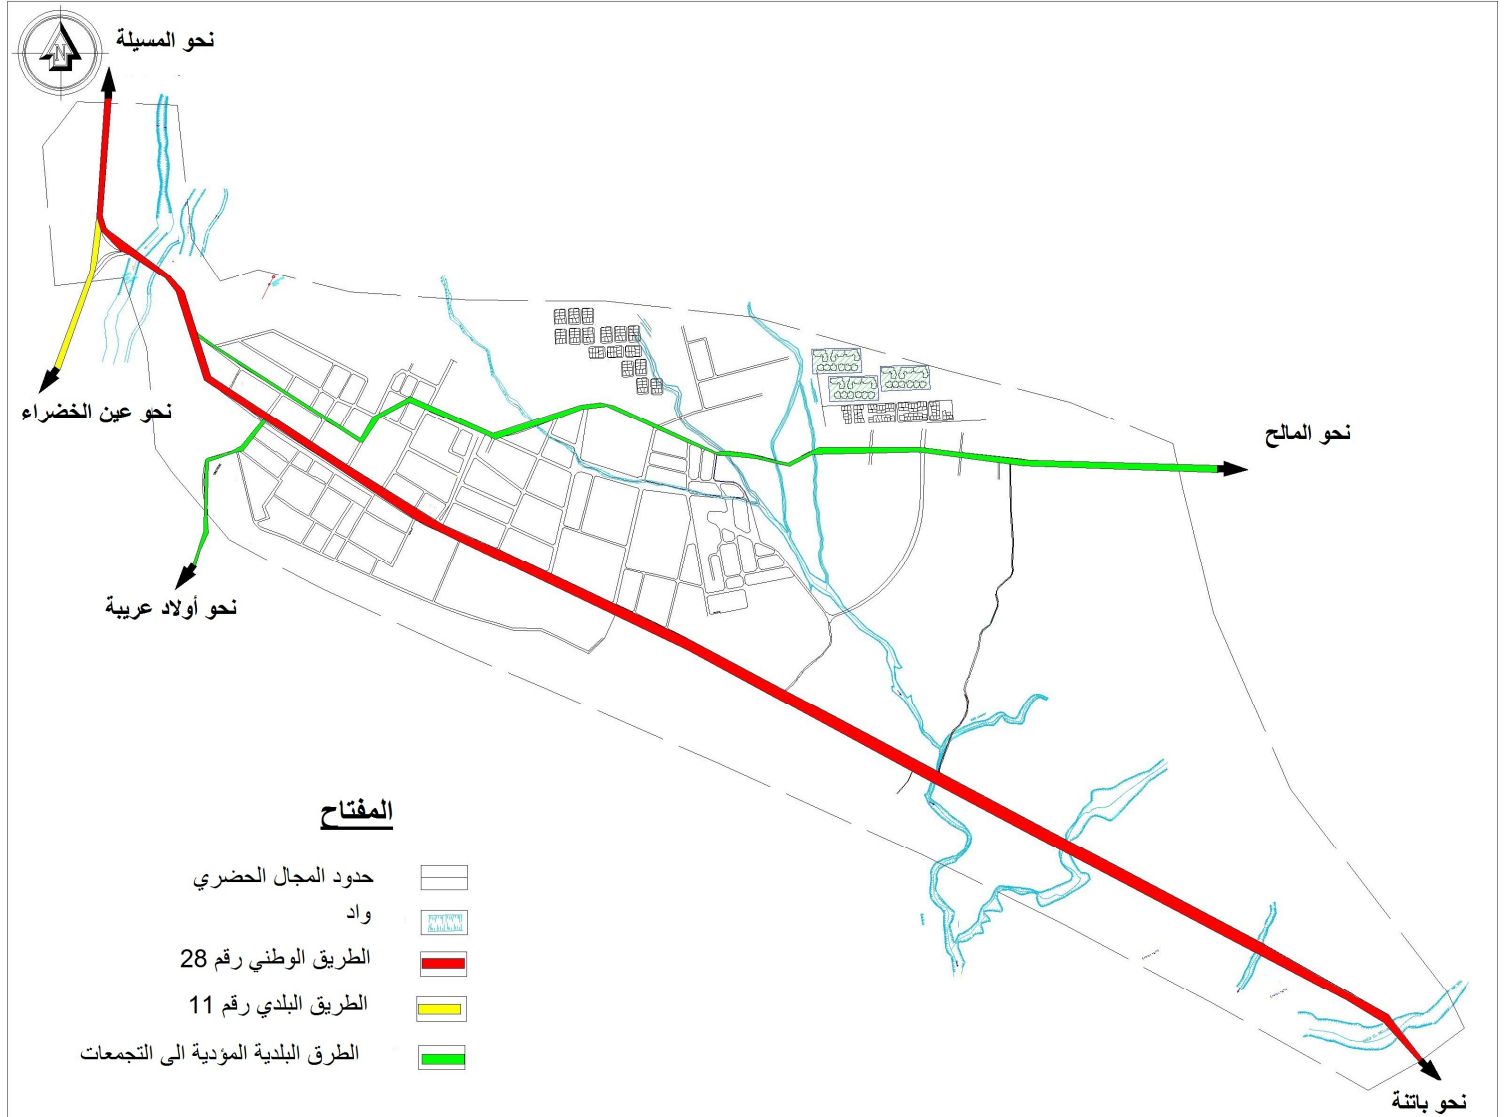 نحو المسيلة
N
نحو عين الخضراء
نحو المالح
نحو أولاد عريبة
المفتاح
حدود المجال الحضري
واد
الطريق الوطني رقم 28
الطريق البلدي رقم 11
الطرق البلدية المؤدية الى التجمعات
نحو باتنة